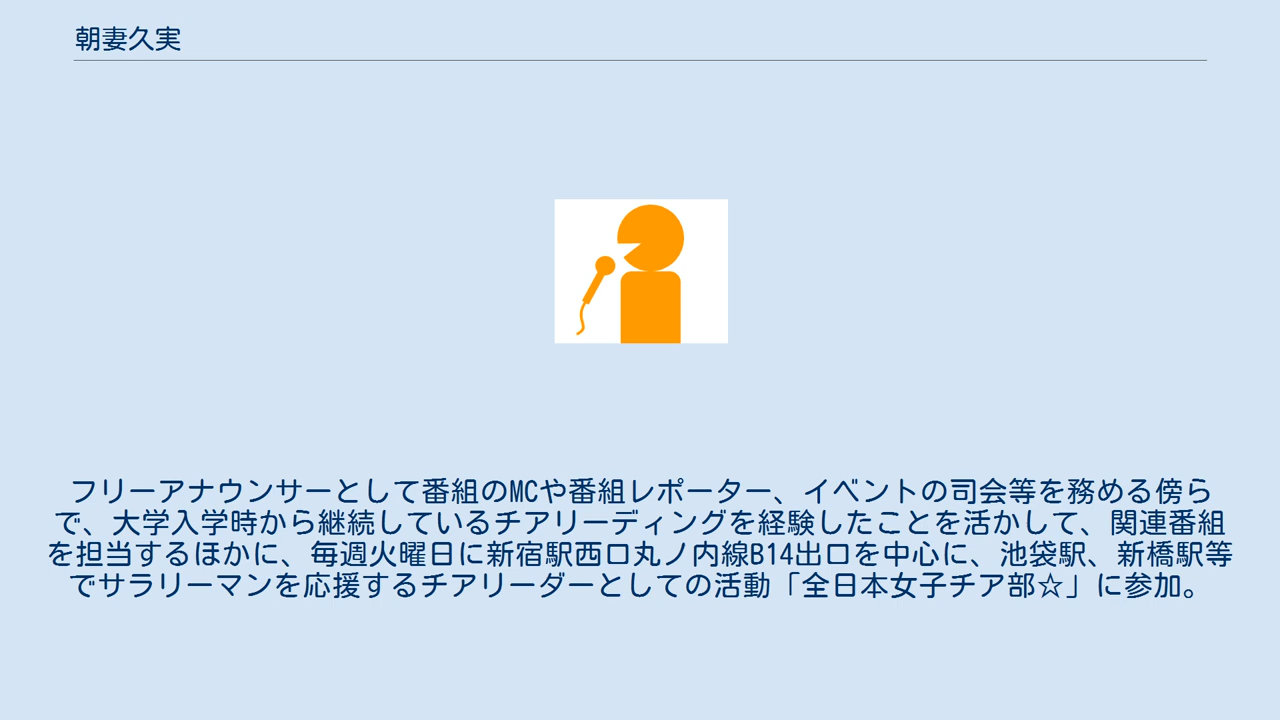 朝妻久実
フリーアナウンサーとして番組のMCや番組レポーター、イベントの司会等を務める傍ら
で、大学入学時から継続しているチアリーディングを経験したことを活かして、関連番組
を担当するほかに、毎週火曜日に新宿駅西口丸ノ内線B14出口を中心に、池袋駅、新橋駅等
でサラリーマンを応援するチアリーダーとしての活動「全日本女子チア部☆」に参加。